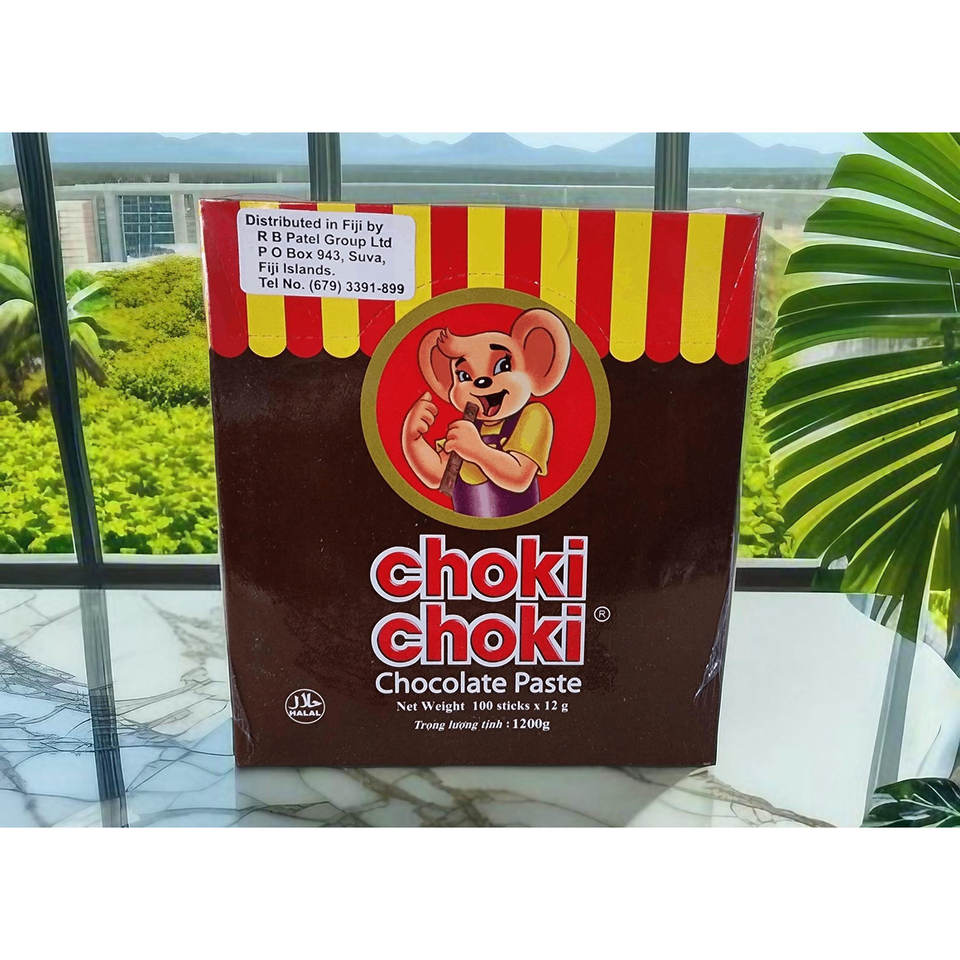 Distributed in Fiji by
R B Patel Group Ltd
P O Box 943, Suva,
Fiji Islands.
Tel No. (679) 3391-899
choki
choki ®
Chocolate Paste
Net Weight 100 sticks x 12 g
Trọng lượng tịnh : 1200g
حلال
HALAL